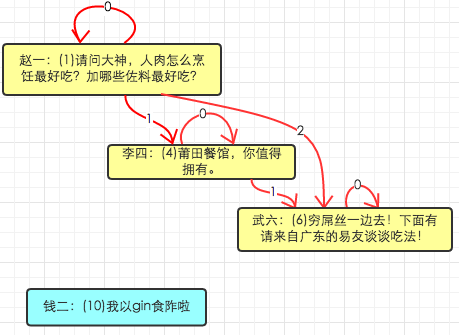 0
赵一：(1)请问大神，人肉怎么烹
饪最好吃？加哪些佐料最好吃？
1
0
2
李四：(4)莆田餐馆，你值得
拥有。
1
0
武六：(6)穷屌丝一边去！下面有
请来自广东的易友谈谈吃法！
钱二：(10)我以gin食阼啦